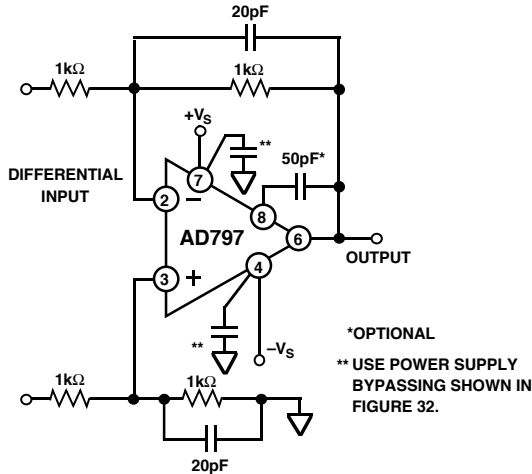 20pF
1kΩ
1kΩ
+VS
**
50pF*
DIFFERENTIAL
INPUT
7
2
−
8
AD797
6
OUTPUT
3
+
4
**
−VS
*OPTIONAL
** USE POWER SUPPLY
BYPASSING SHOWN IN
FIGURE 32.
1kΩ
1kΩ
20pF